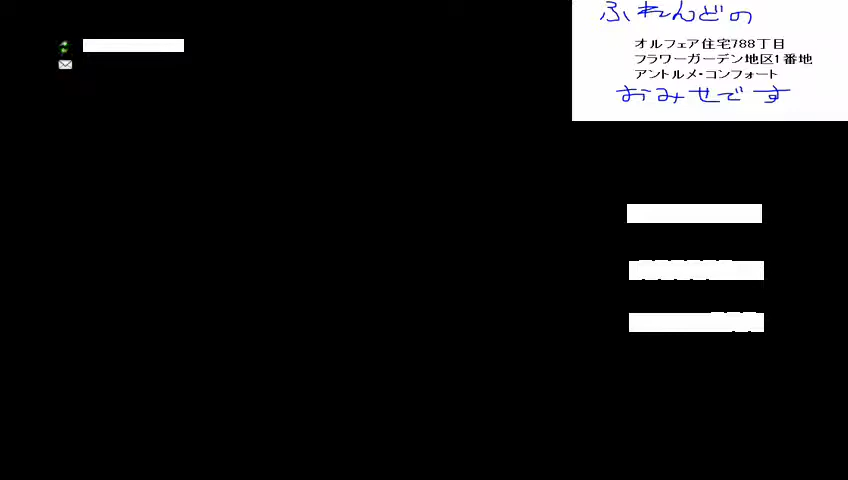 ふれんどの
オルフェア住宅788丁目
フラワーガーデン地区1番地
アントルメ・コンフォート
おみせです